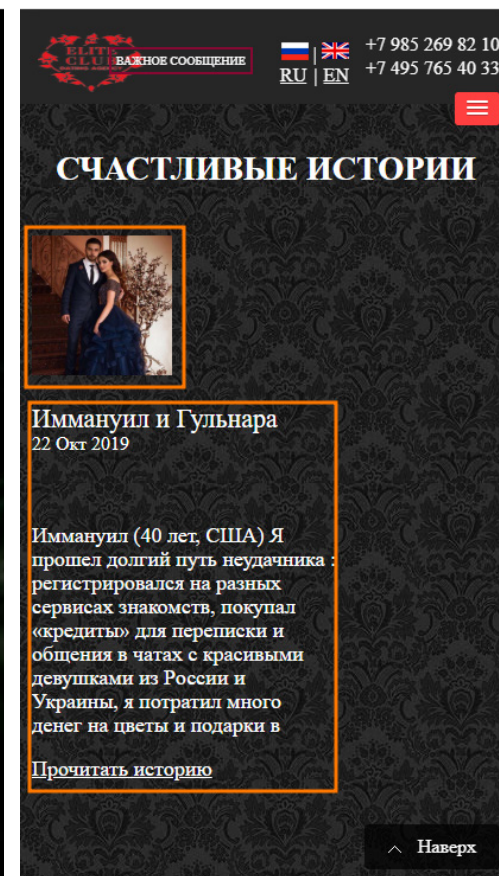 ELITE
CLUB
ВАЖНОЕ СООБЩЕНИЕ
RU | EN
+7 985 269 82 10
+7 495 765 40 33
СЧАСТЛИВЫЕ ИСТОРИИ
Иммануил и Гульнара
22 Окт 2019
Иммануил (40 лет, США) Я
прошел долгий путь неудачника :
регистрировался на разных
сервисах знакомств, покупал
«кредиты» для переписки и
общения в чатах с красивыми
девушками из России и
Украины, я потратил много
денег на цветы и подарки в
Прочитать историю
Наверх